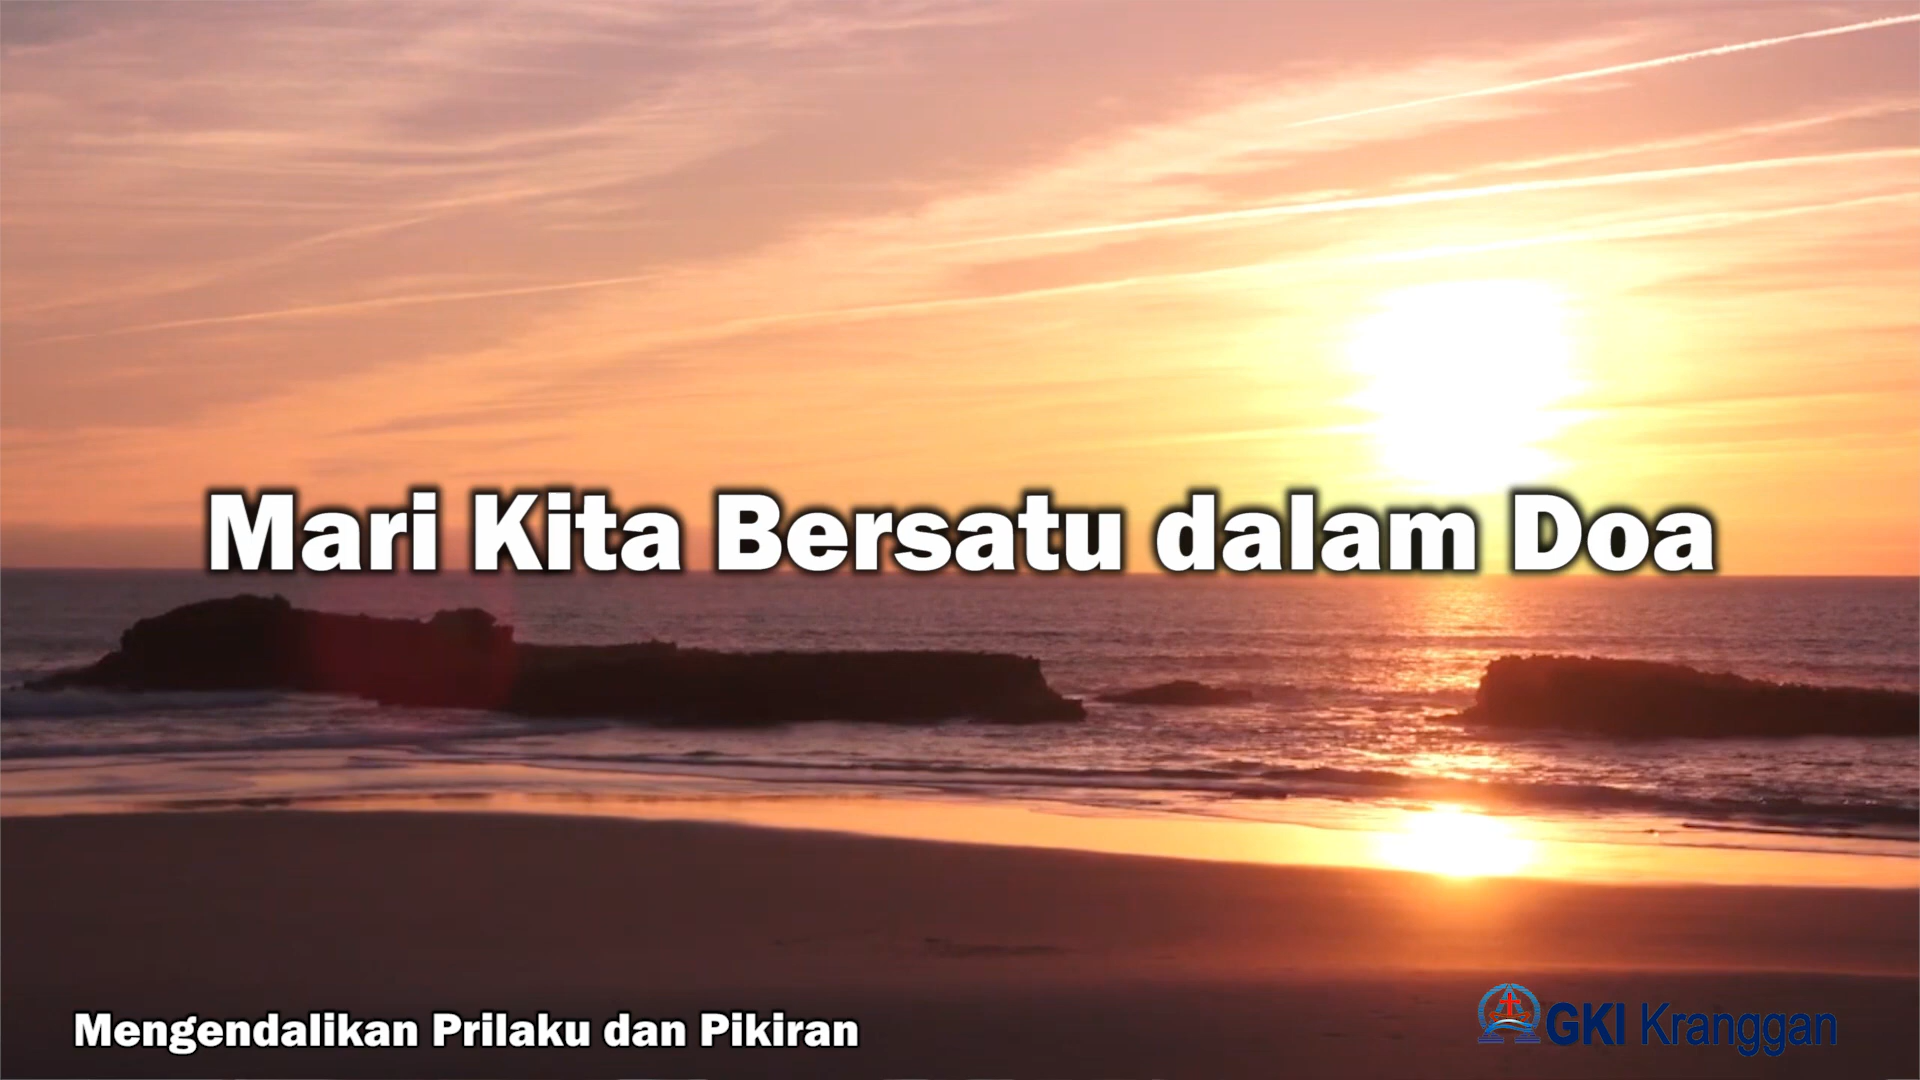 Mari Kita Bersatu dalam Doa
Mengendalikan Prilaku dan Pikiran
GKI Kranggan